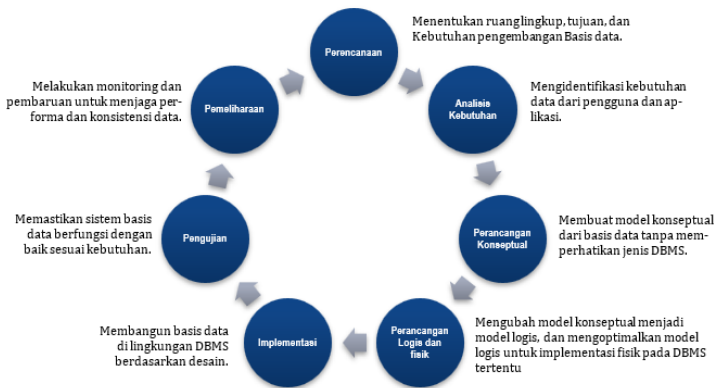 Perencanaan
Menentukan ruang lingkup, tujuan, dan
Kebutuhan pengembangan Basis data.
Analisis
Kebutuhan
Mengidentifikasi kebutuhan
data dari pengguna dan ap-
likasi.
Perancangan
Konseptual
Membuat model konseptual
dari basis data tanpa mem-
perhatikan jenis DBMS.
Perancangan
Logis dan
fisik
Mengubah model konseptual menjadi
model logis, dan mengoptimalkan model
logis untuk implementasi fisik pada DBMS
tertentu
Implementasi
Membangun basis data
di lingkungan DBMS
berdasarkan desain.
Pengujian
Memastikan sistem basis
data berfungsi dengan
baik sesuai kebutuhan.
Pemeliharaan
Melakukan monitoring dan
pembaruan untuk menjaga per-
forma dan konsistensi data.